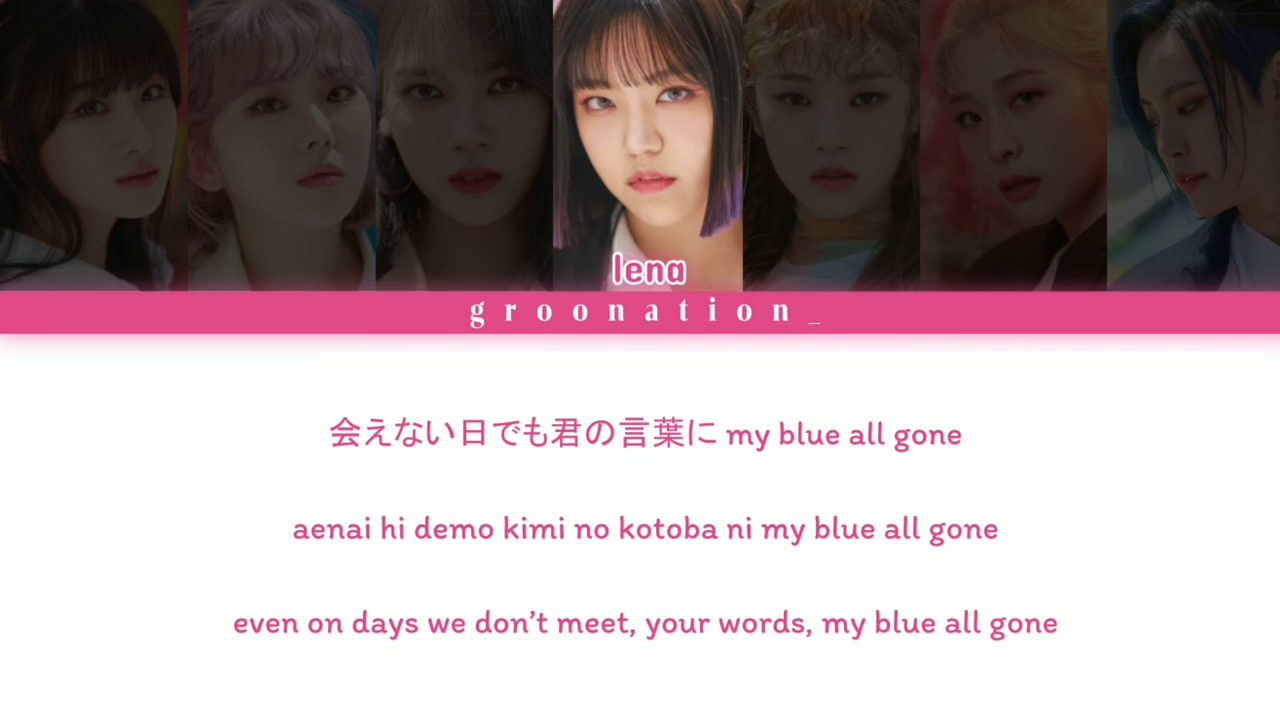 lena
groonation_
会えない日でも君の言葉に my blue all gone
aenai hi demo kimi no kotoba ni my blue all gone
even on days we don’t meet, your words, my blue all gone